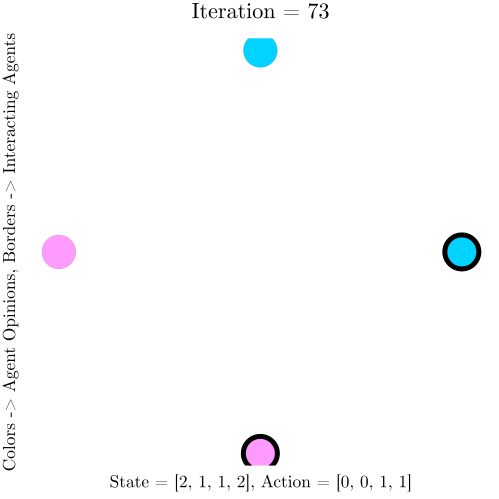 Iteration = 73
Colors -> Agent Opinions, Borders -> Interacting Agents
State = [2, 1, 1, 2], Action = [0, 0, 1, 1]